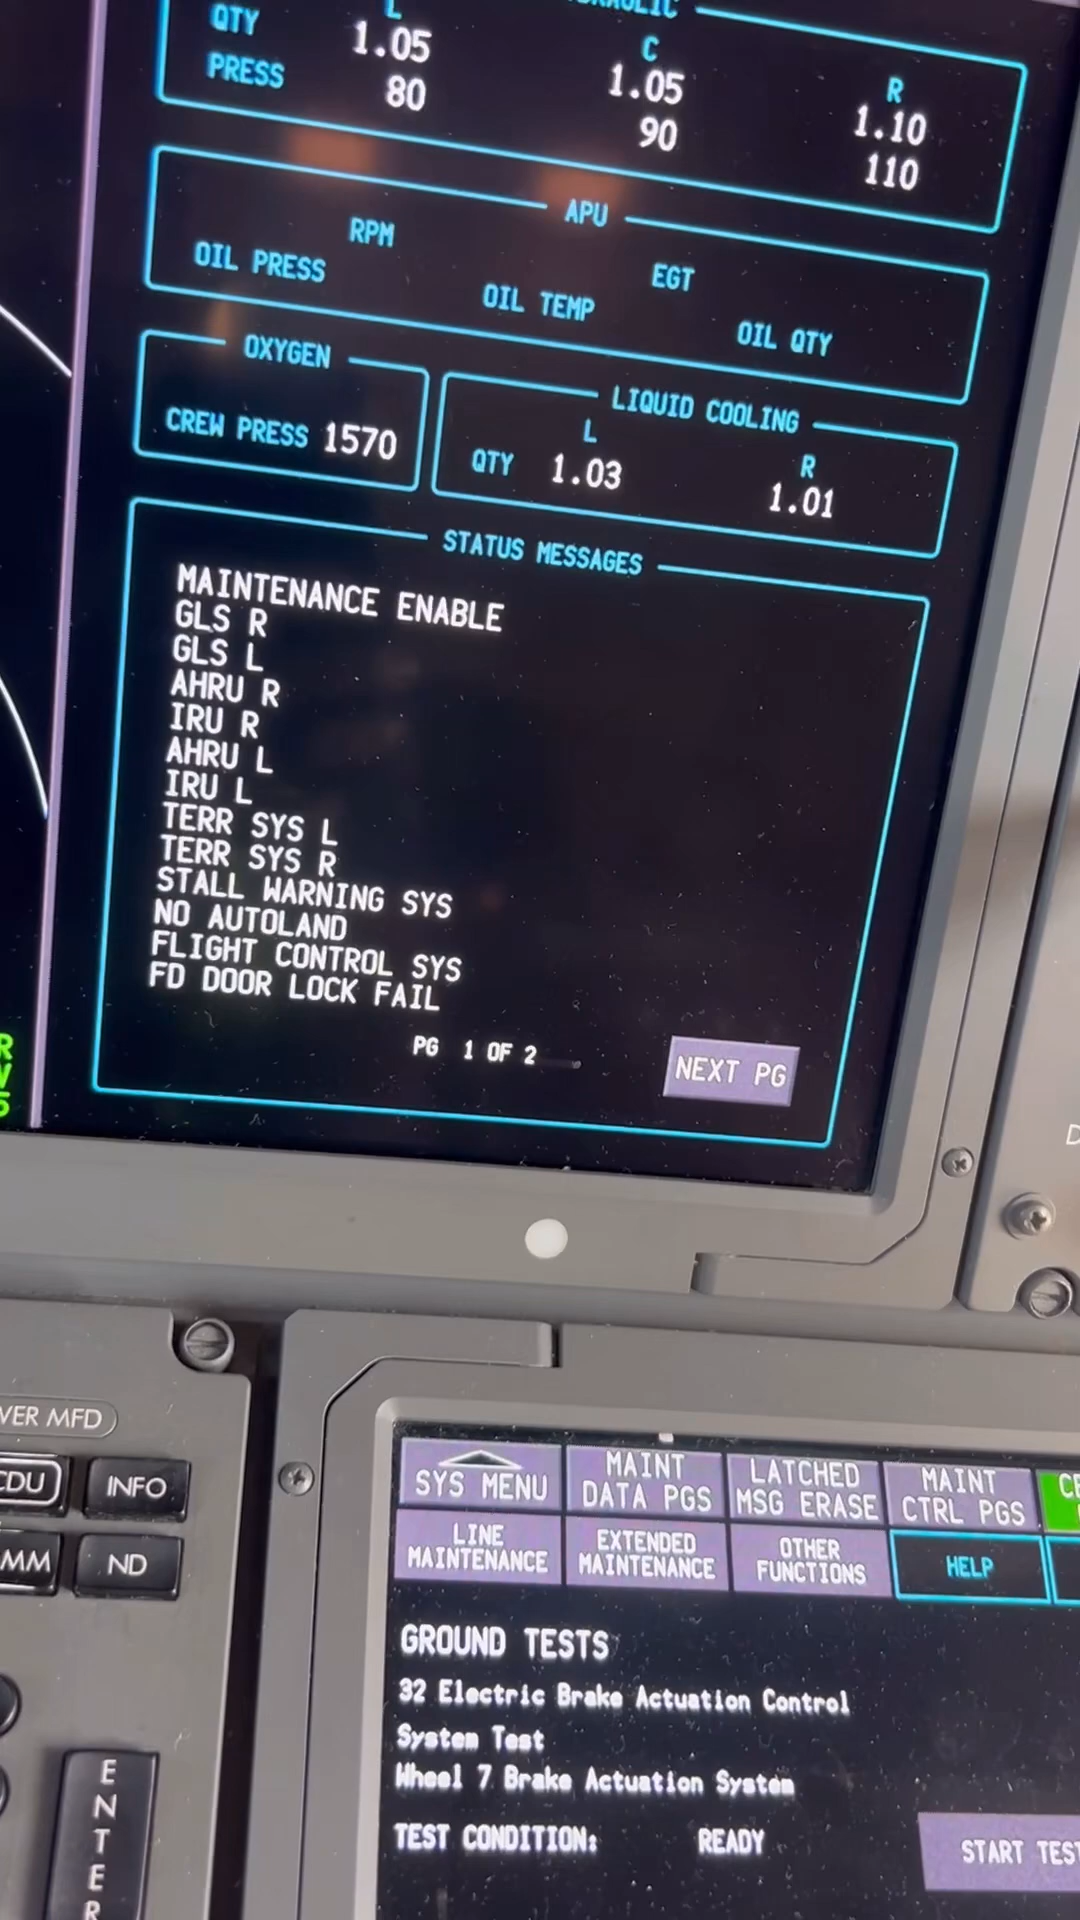 L C R
QTY 1.05 1.05 1.10
PRESS 80 90 110
APU
RPM EGT
OIL PRESS OIL TEMP OIL QTY
OXYGEN
CREW PRESS 1570
LIQUID COOLING
L R
QTY 1.03 1.01
STATUS MESSAGES
MAINTENANCE ENABLE
GLS R
GLS L
AHRU R
IRU R
AHRU L
IRU L
TERR SYS L
TERR SYS R
STALL WARNING SYS
NO AUTOLAND
FLIGHT CONTROL SYS
FD DOOR LOCK FAIL
PG 1 OF 2
NEXT PG
MFD
CDU
INFO
ND
ENTER
SYS MENU
MAINT
DATA PGS
LATCHED
MSG ERASE
MAINT
CTRL PGS
LINE
MAINTENANCE
EXTENDED
MAINTENANCE
OTHER
FUNCTIONS
HELP
GROUND TESTS
32 Electric Brake Actuation Control
System Test
Wheel 7 Brake Actuation System
TEST CONDITION: READY
START TEST